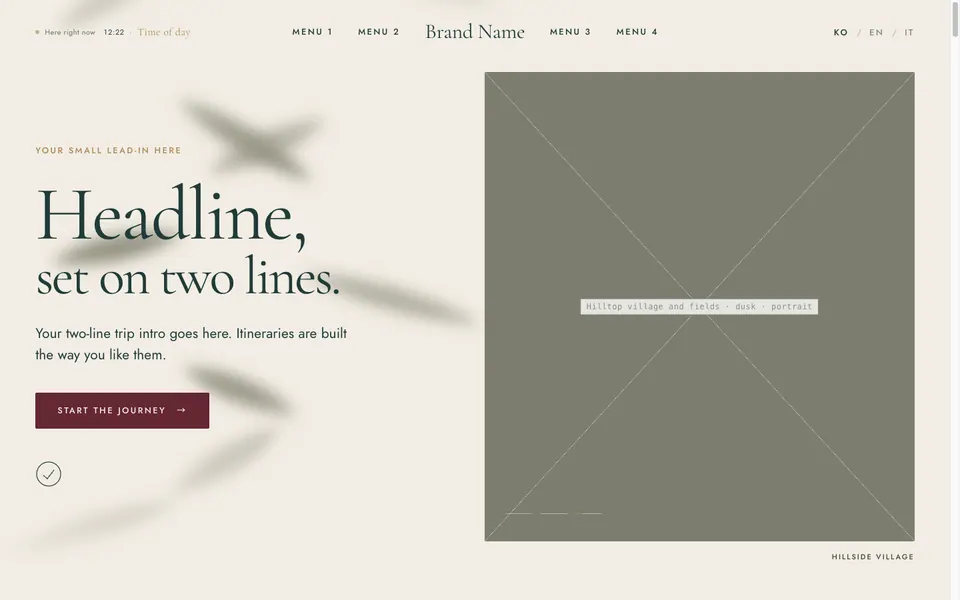 Here right now 12:22 · Time of day
MENU 1 MENU 2 Brand Name MENU 3 MENU 4
KO / EN / IT
YOUR SMALL LEAD-IN HERE
Headline,
set on two lines.
Your two-line trip intro goes here. Itineraries are built
the way you like them.
START THE JOURNEY →
Hilltop village and fields · dusk · portrait
HILLSIDE VILLAGE